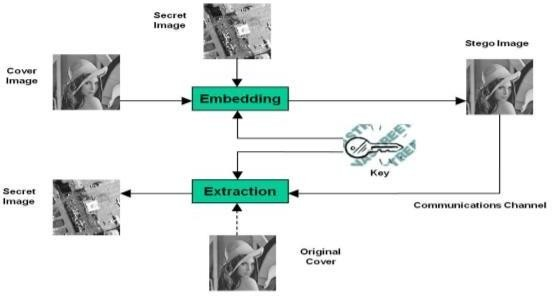 Secret
Image
Stego Image
Cover
Image
Embedding
Key
Secret
Image
Extraction
Communications Channel
Original
Cover